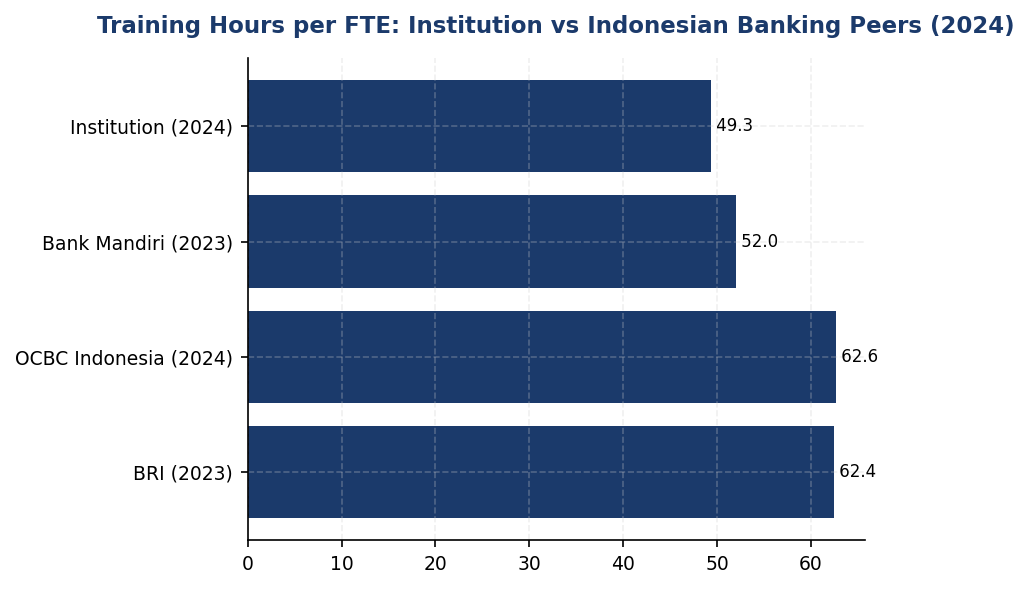 Training Hours per FTE: Institution vs Indonesian Banking Peers (2024)
Institution (2024)
49.3
Bank Mandiri (2023)
52.0
OCBC Indonesia (2024)
62.6
BRI (2023)
62.4
0 10 20 30 40 50 60